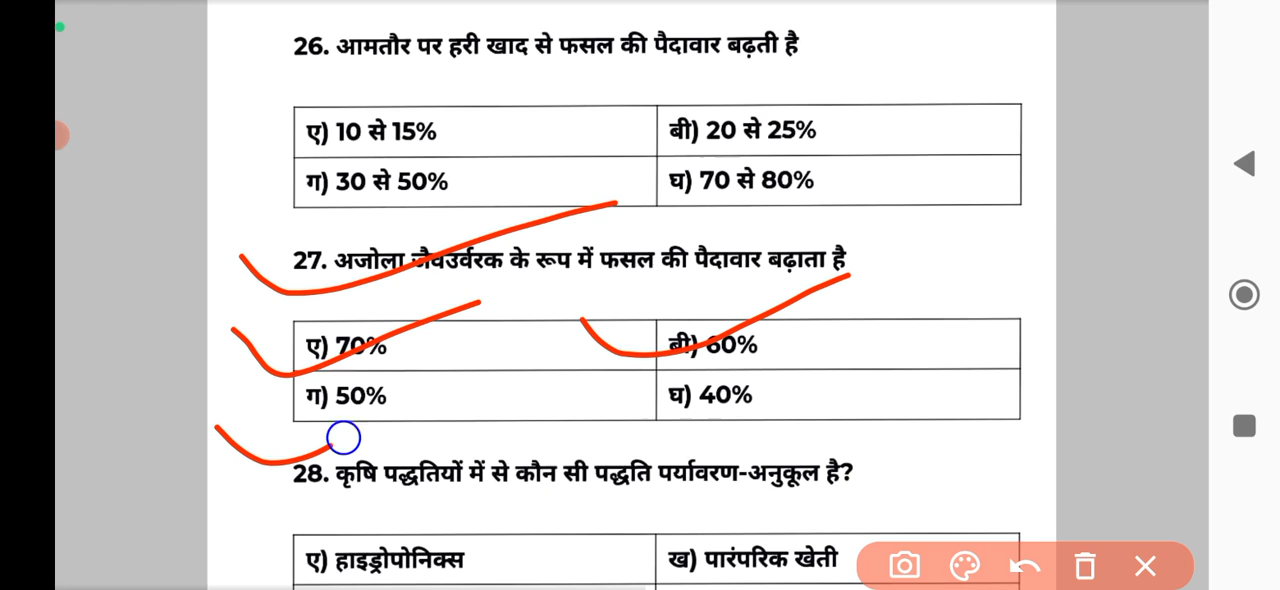 26. आमतौर पर हरी खाद से फसल की पैदावार बढ़ती है
ए) 10 से 15% बी) 20 से 25%
ग) 30 से 50% घ) 70 से 80%
27. अजोला जैवउर्वरक के रूप में फसल की पैदावार बढ़ाता है
ए) 70% बी) 60%
ग) 50% घ) 40%
28. कृषि पद्धतियों में से कौन सी पद्धति पर्यावरण-अनुकूल है?
ए) हाइड्रोपोनिक्स ख) पारंपरिक खेती